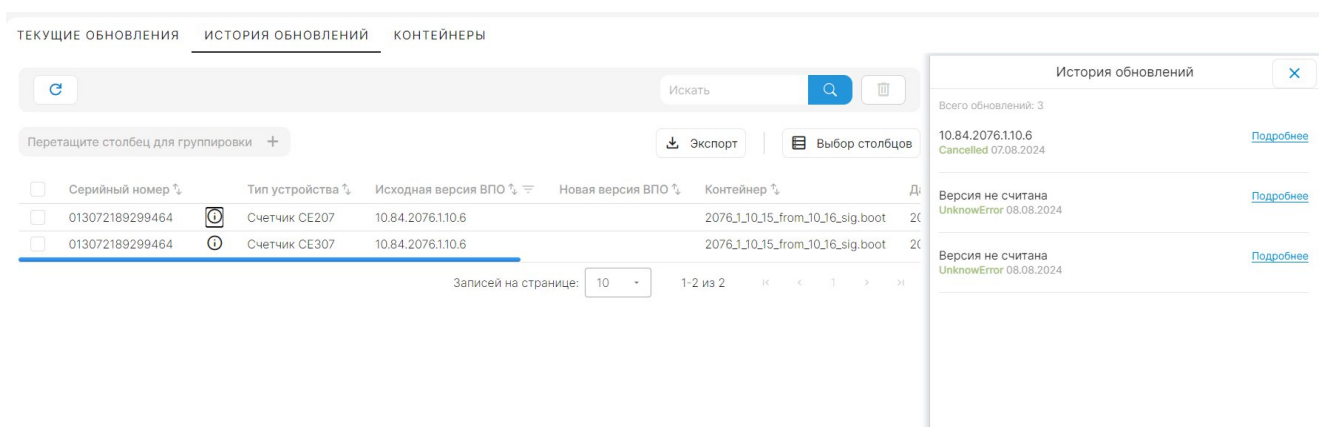 ТЕКУЩИЕ ОБНОВЛЕНИЯ ИСТОРИЯ ОБНОВЛЕНИЙ КОНТЕЙНЕРЫ
Искать
Перетащите столбец для группировки +
Экспорт Выбор столбцов
Серийный номер Тип устройства Исходная версия ВПО Новая версия ВПО Контейнер
013072189299464 Счетчик CE207 10.84.2076.1.10.6 2076_1_10_15_from_10_16_sig.boot 20
013072189299464 Счетчик CE307 10.84.2076.1.10.6 2076_1_10_15_from_10_16_sig.boot 20
Записей на странице: 10 1-2 из 2 1
История обновлений
Всего обновлений: 3
10.84.2076.1.10.6 Подробнее
Cancelled 07.08.2024
Версия не считана Подробнее
UnknowError 08.08.2024
Версия не считана Подробнее
UnknowError 08.08.2024